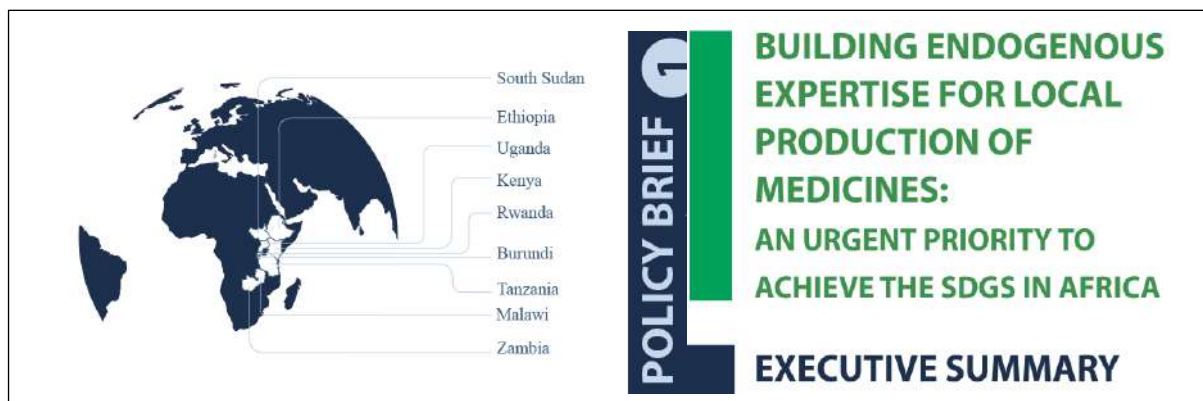 South Sudan
Ethiopia
Uganda
Kenya
Rwanda
Burundi
Tanzania
Malawi
Zambia
POLICY BRIEF 1
BUILDING ENDOGENOUS
EXPERTISE FOR LOCAL
PRODUCTION OF
MEDICINES:
AN URGENT PRIORITY TO
ACHIEVE THE SDGS IN AFRICA
EXECUTIVE SUMMARY